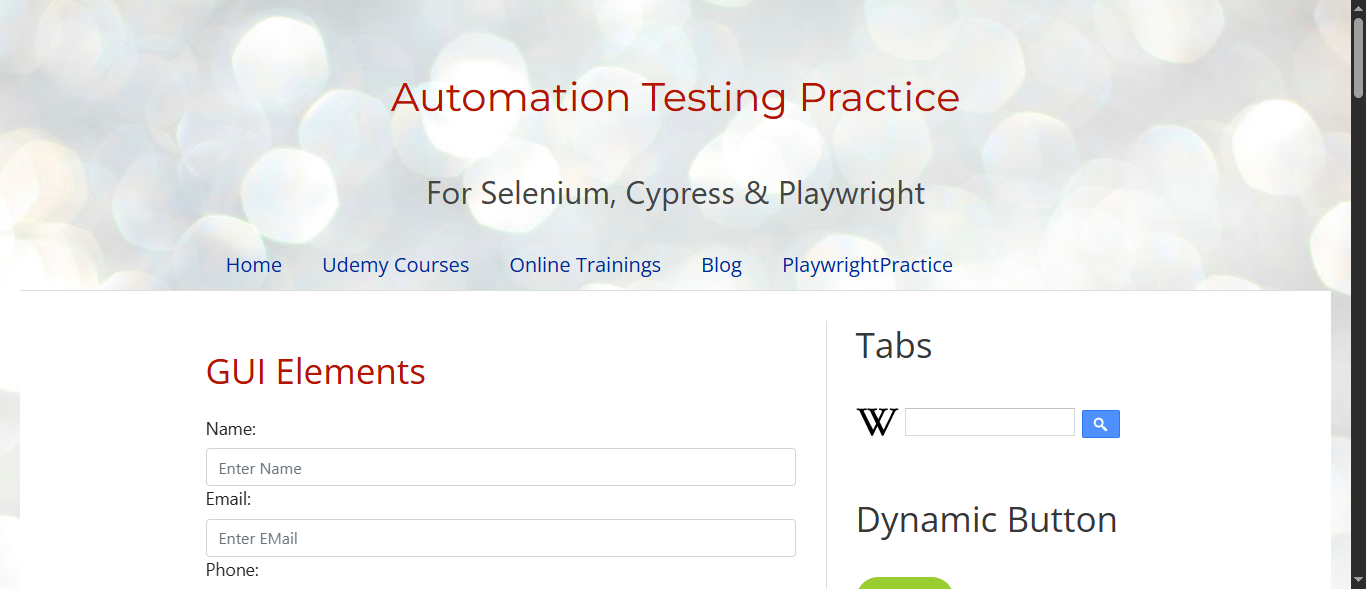 Automation Testing Practice
For Selenium, Cypress & Playwright
Home Udemy Courses Online Trainings Blog PlaywrightPractice
GUI Elements
Name:
Enter Name
Email:
Enter EMail
Phone:
Tabs
W
Dynamic Button